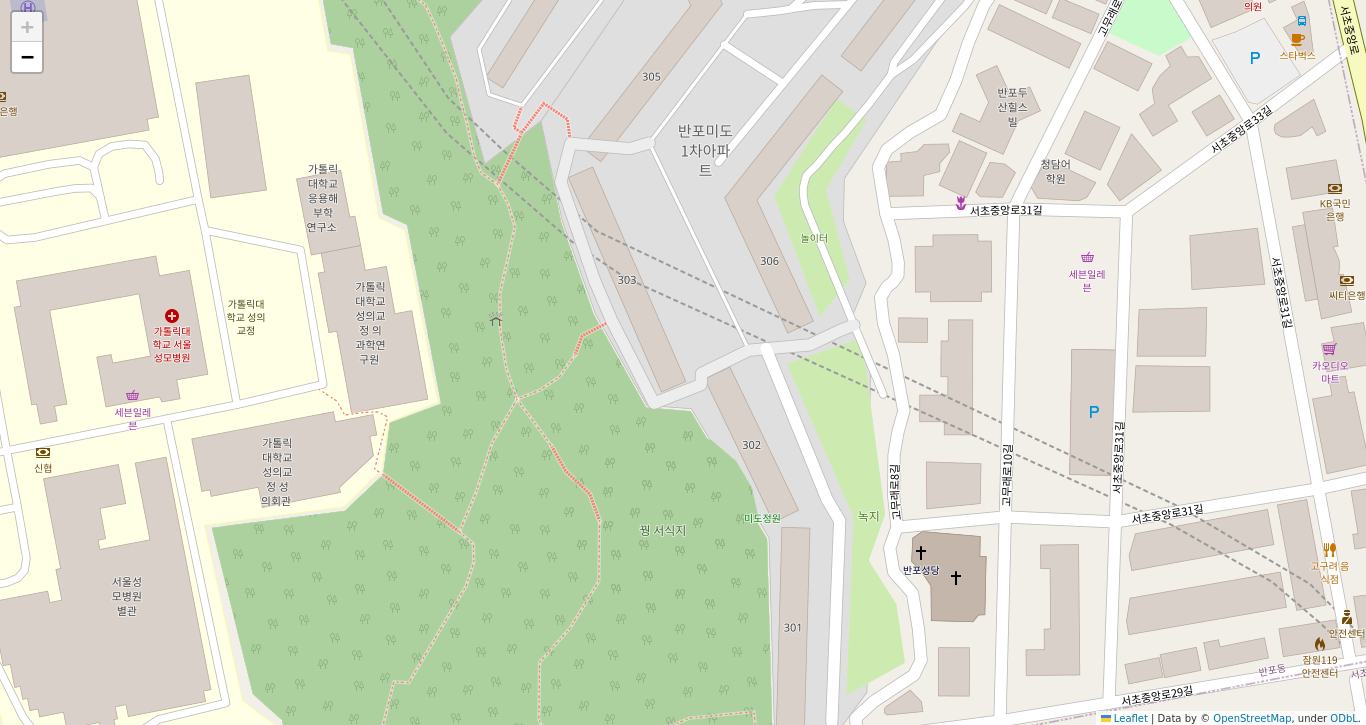 +
−
H
은행
가톨릭
대학교
응용해
부학
연구소
가톨릭
대학교
성의교
정 의
과학연
구원
가톨릭대
학교 성의
교정
가톨릭대
학교 서울
성모병원
세븐일레
븐
신협
가톨릭
대학교
성의교
정 성
의회관
서울성
모병원
별관
305
반포미도
1차아파
트
303
306
302
301
놀이터
미도정원
꿩 서식지
녹지
반포두
산힐스
빌
청담어
학원
고무래로
의원
스타벅스
P
서초중앙로
서초중앙로33길
서초중앙로31길
KB국민
은행
세븐일레
븐
씨티은행
서초중앙로31길
카오디오
마트
P
서초중앙로31길
고무래로10길
고무래로8길
서초중앙로31길
반포성당
고구려 음
식점
안전센터
잠원119
안전센터
반포동
서초중앙로29길
Leaflet | Data by © OpenStreetMap, under ODbL.